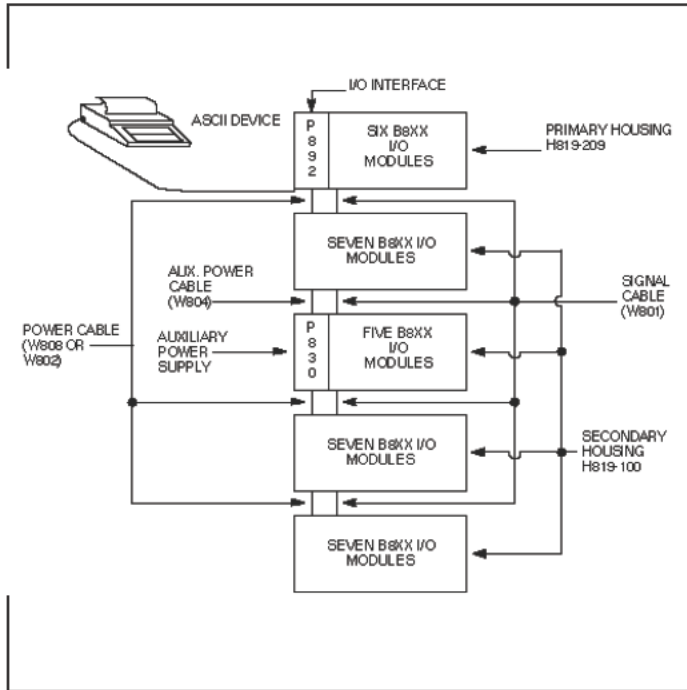 I/O INTERFACE
ASCII DEVICE
P
8
9
2
SIX B8XX
I/O
MODULES
PRIMARY HOUSING
H819-209
SEVEN B8XX I/O
MODULES
AUX. POWER
CABLE
(W804)
SIGNAL
CABLE
(W801)
POWER CABLE
(W808 OR
W802)
AUXILIARY
POWER
SUPPLY
P
8
3
0
FIVE B8XX
I/O
MODULES
SEVEN B8XX I/O
MODULES
SECONDARY
HOUSING
H819-100
SEVEN B8XX I/O
MODULES